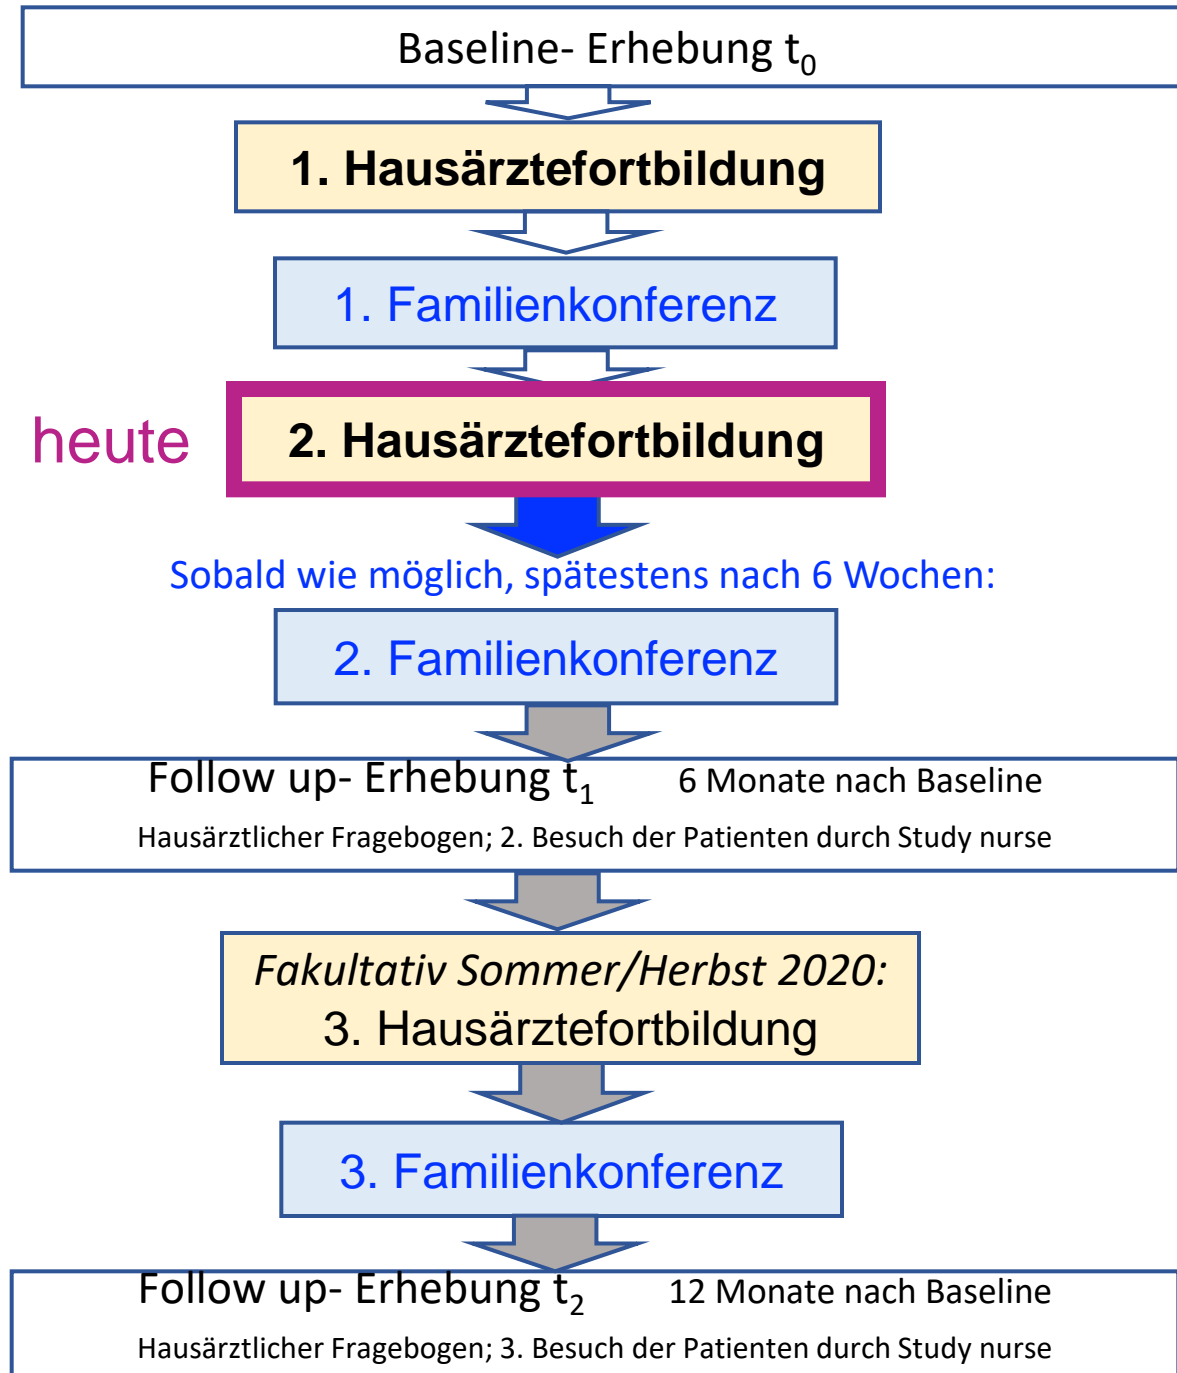 Baseline- Erhebung t0
1. Hausärztefortbildung
1. Familienkonferenz
heute
2. Hausärztefortbildung
Sobald wie möglich, spätestens nach 6 Wochen:
2. Familienkonferenz
Follow up- Erhebung t1 6 Monate nach Baseline
Hausärztlicher Fragebogen; 2. Besuch der Patienten durch Study nurse
Fakultativ Sommer/Herbst 2020:
3. Hausärztefortbildung
3. Familienkonferenz
Follow up- Erhebung t2 12 Monate nach Baseline
Hausärztlicher Fragebogen; 3. Besuch der Patienten durch Study nurse